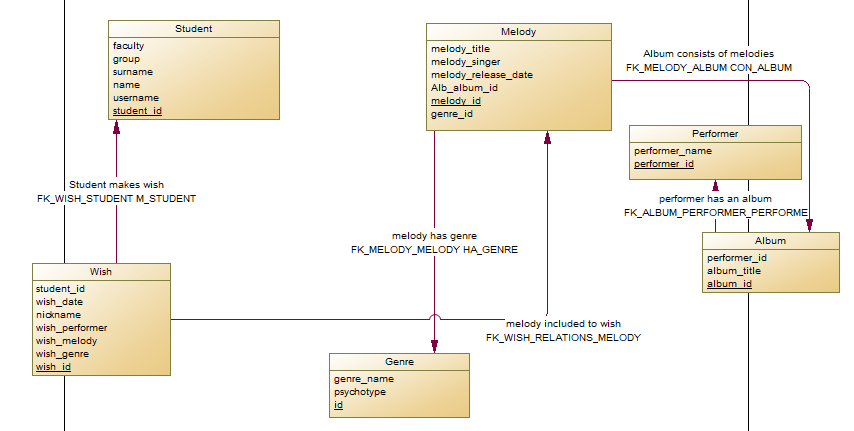 Student
faculty
group
surname
name
username
student_id
Melody
melody_title
melody_singer
melody_release_date
Alb_album_id
melody_id
genre_id
Album consists of melodies
FK_MELODY_ALBUM CON_ALBUM
Performer
performer_name
performer_id
Student makes wish
FK_WISH_STUDENT M_STUDENT
performer has an album
FK_ALBUM_PERFORMER_PERFORME
melody has genre
FK_MELODY_MELODY HA_GENRE
Album
performer_id
album_title
album_id
Wish
student_id
wish_date
nickname
wish_performer
wish_melody
wish_genre
wish_id
melody included to wish
FK_WISH_RELATIONS_MELODY
Genre
genre_name
psychotype
id